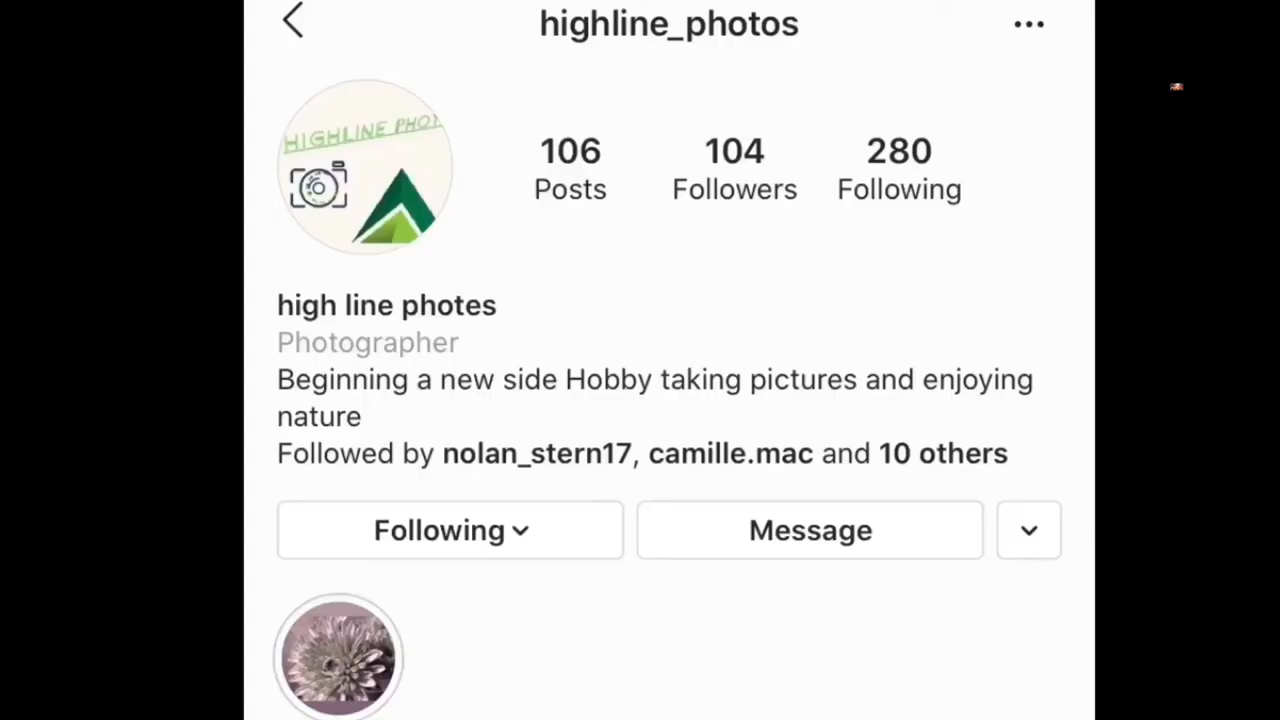 highline_photos
HIGHLINE PHOT
106 104 280
Posts Followers Following
high line photes
Photographer
Beginning a new side Hobby taking pictures and enjoying
nature
Followed by nolan_stern17, camille.mac and 10 others
Following Message